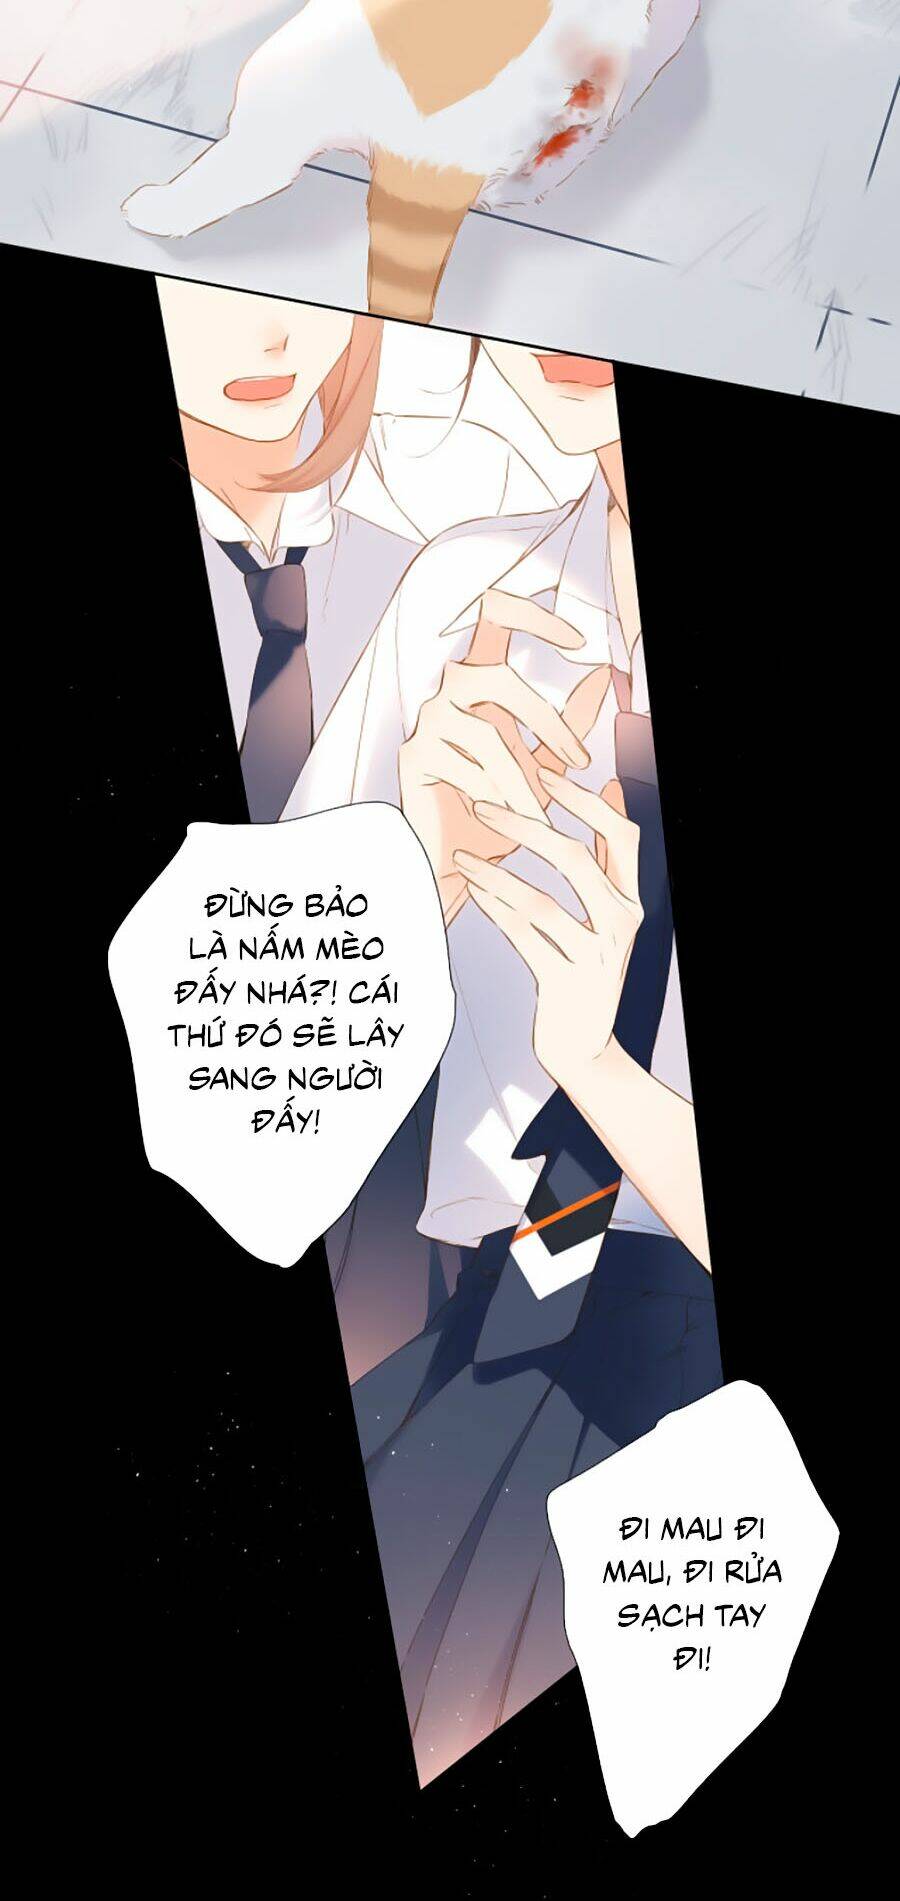 ĐỪNG BẢO
LÀ NẤM MÈO
ĐẤY NHÁ?! CÁI
THỨ ĐÓ SẼ LÂY
SANG NGƯỜI
ĐẤY!
ĐI MAU ĐI
MAU, ĐI RỬA
SẠCH TAY
ĐI!